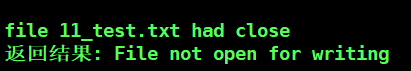 file 11_test.txt had close
返回结果: File not open for writing